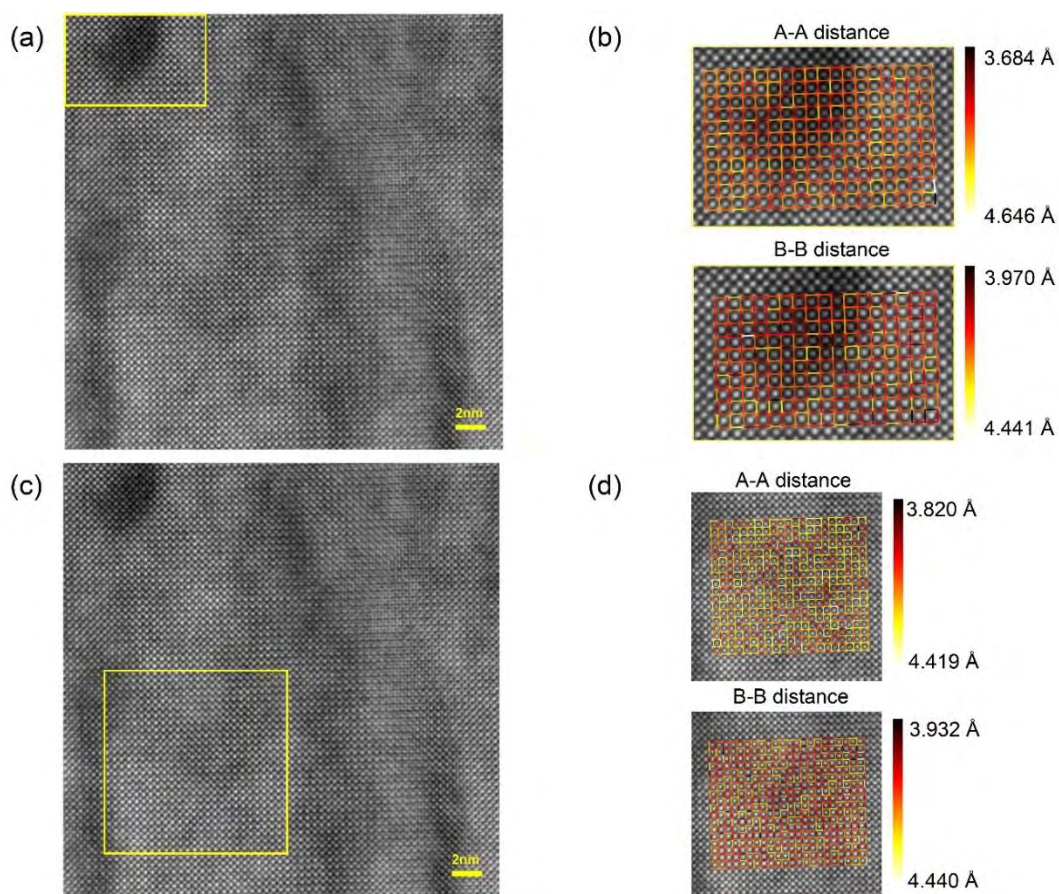 (a)
2nm
(b)
A-A distance
3.684 Å
4.646 Å
B-B distance
3.970 Å
4.441 Å
(c)
2nm
(d)
A-A distance
3.820 Å
4.419 Å
B-B distance
3.932 Å
4.440 Å